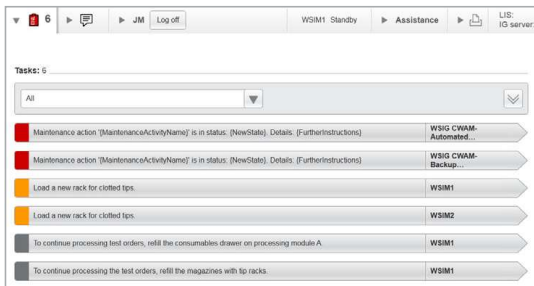 6 JM Log off WSIM1 Standby Assistance LIS:
IG server:
Tasks: 6
All
Maintenance action '{MaintenanceActivityName}' is in status: {NewState}. Details: {FurtherInstructions} WSIG CWAM-
Automated...
Maintenance action '{MaintenanceActivityName}' is in status: {NewState}. Details: {FurtherInstructions} WSIG CWAM-
Backup...
Load a new rack for clotted tips. WSIM1
Load a new rack for clotted tips. WSIM2
To continue processing test orders, refill the consumables drawer on processing module A. WSIM1
To continue processing the test orders, refill the magazines with tip racks. WSIM1